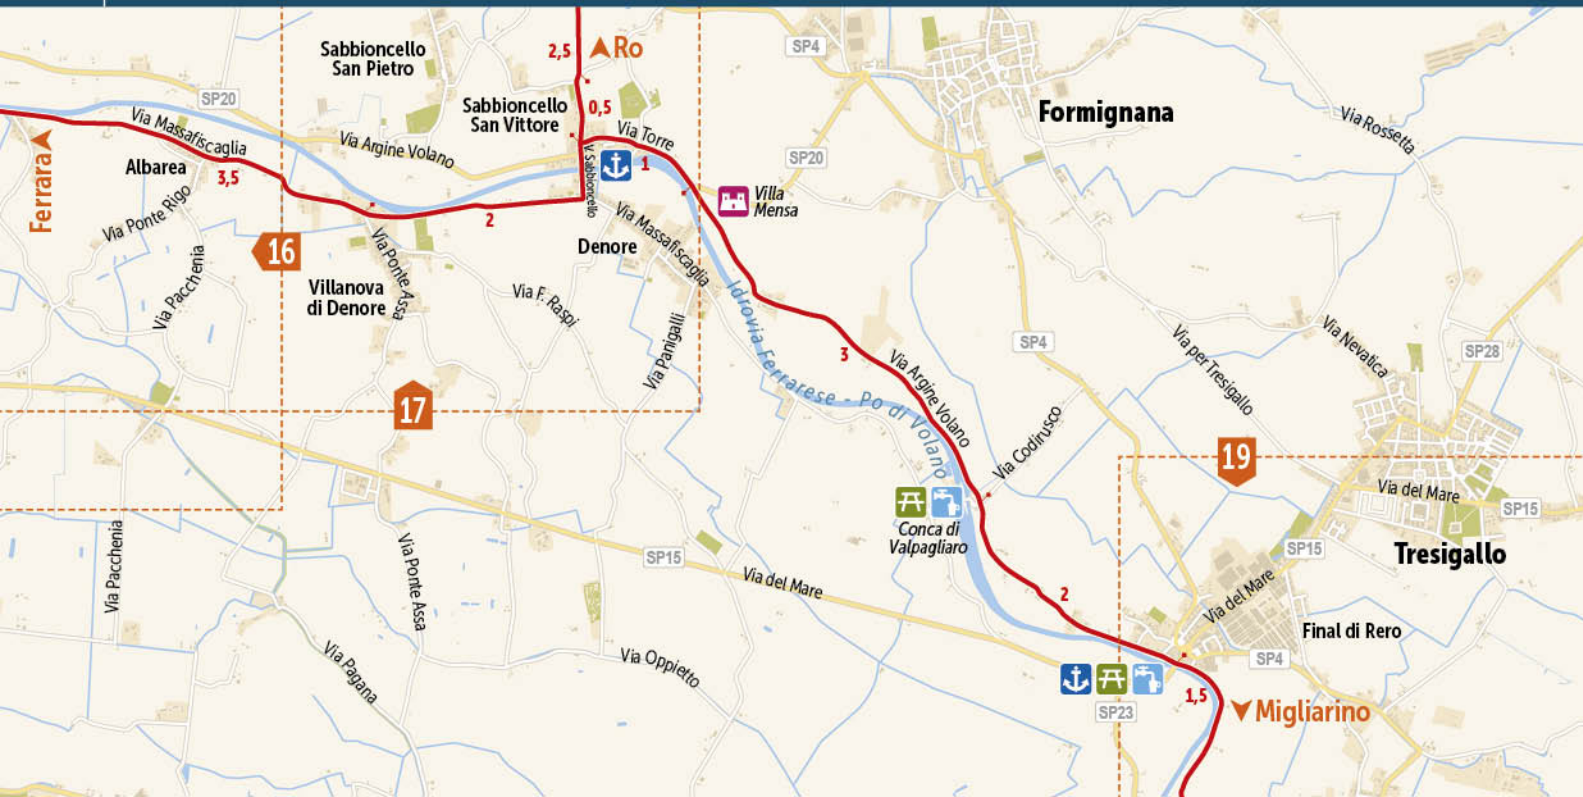 Sabbioncello
San Pietro
2,5
Ro
SP4
SP20
Sabbioncello
San Vittore
0,5
Formignana
Via Massafiscaglia
Via Argine Volano
Via Torre
Via Rossetta
Ferrara
Albarea
3,5
V. Sabbioncello
1
SP20
Via Ponte Rigo
2
Villa
Mensa
Via Massafiscaglia
16
Via Pacchenia
Via Ponte Assa
Denore
Villanova
di Denore
Via F. Raspi
Idrovia Ferrarese - Po di Volano
Via Panigalli
SP4
Via Nevatica
SP28
3
Via Argine Volano
Via per Tresigallo
17
Via Codirusco
19
Via del Mare
SP15
Conca di
Valpagliaro
Via Pacchenia
Via Ponte Assa
SP15
SP15
Tresigallo
Via del Mare
2
Via del Mare
Final di Rero
Via Pagana
Via Oppietto
SP4
1,5
SP23
Migliarino